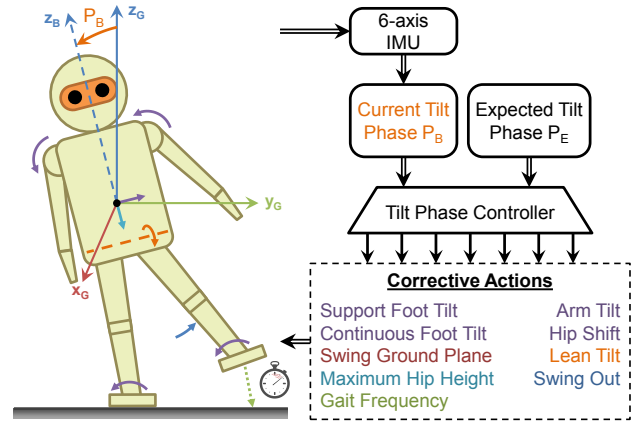 z_B P_B z_G
y_G
x_G
6-axis
IMU
Current Tilt
Phase P_B
Expected Tilt
Phase P_E
Tilt Phase Controller
Corrective Actions
Support Foot Tilt Arm Tilt
Continuous Foot Tilt Hip Shift
Swing Ground Plane Lean Tilt
Maximum Hip Height Swing Out
Gait Frequency